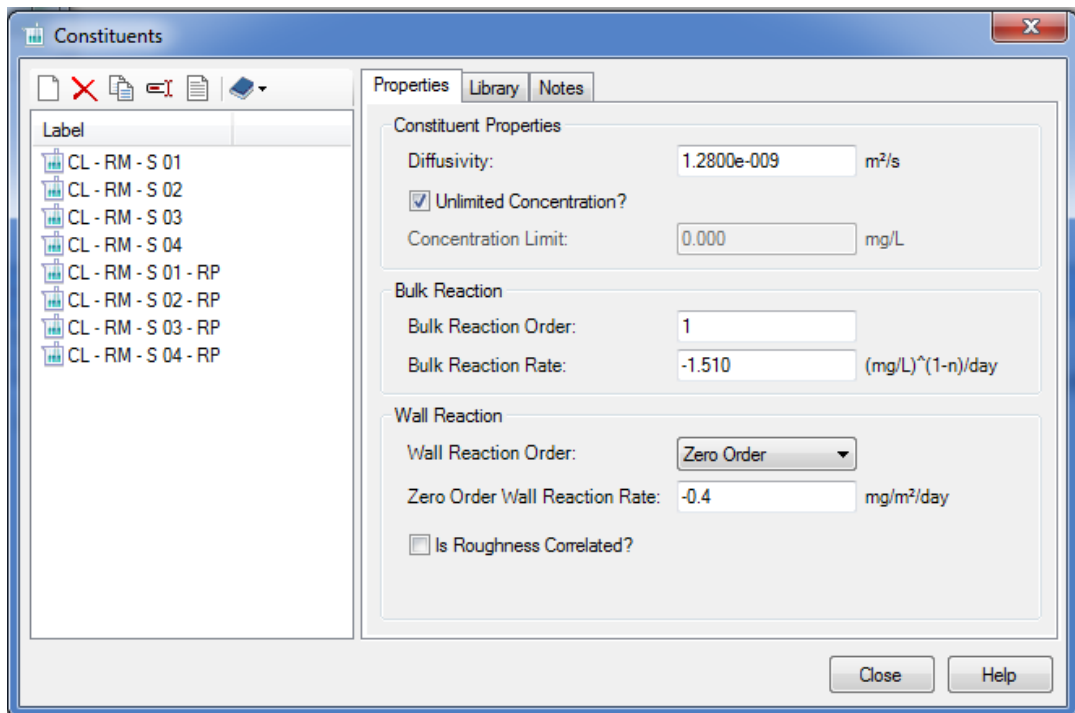 Constituents
Properties Library Notes
Label
CL - RM - S 01
CL - RM - S 02
CL - RM - S 03
CL - RM - S 04
CL - RM - S 01 - RP
CL - RM - S 02 - RP
CL - RM - S 03 - RP
CL - RM - S 04 - RP
Constituent Properties
Diffusivity: 1.2800e-009 m²/s
Unlimited Concentration?
Concentration Limit: 0.000 mg/L
Bulk Reaction
Bulk Reaction Order: 1
Bulk Reaction Rate: -1.510 (mg/L)^(1-n)/day
Wall Reaction
Wall Reaction Order: Zero Order
Zero Order Wall Reaction Rate: -0.4 mg/m²/day
Is Roughness Correlated?
Close Help